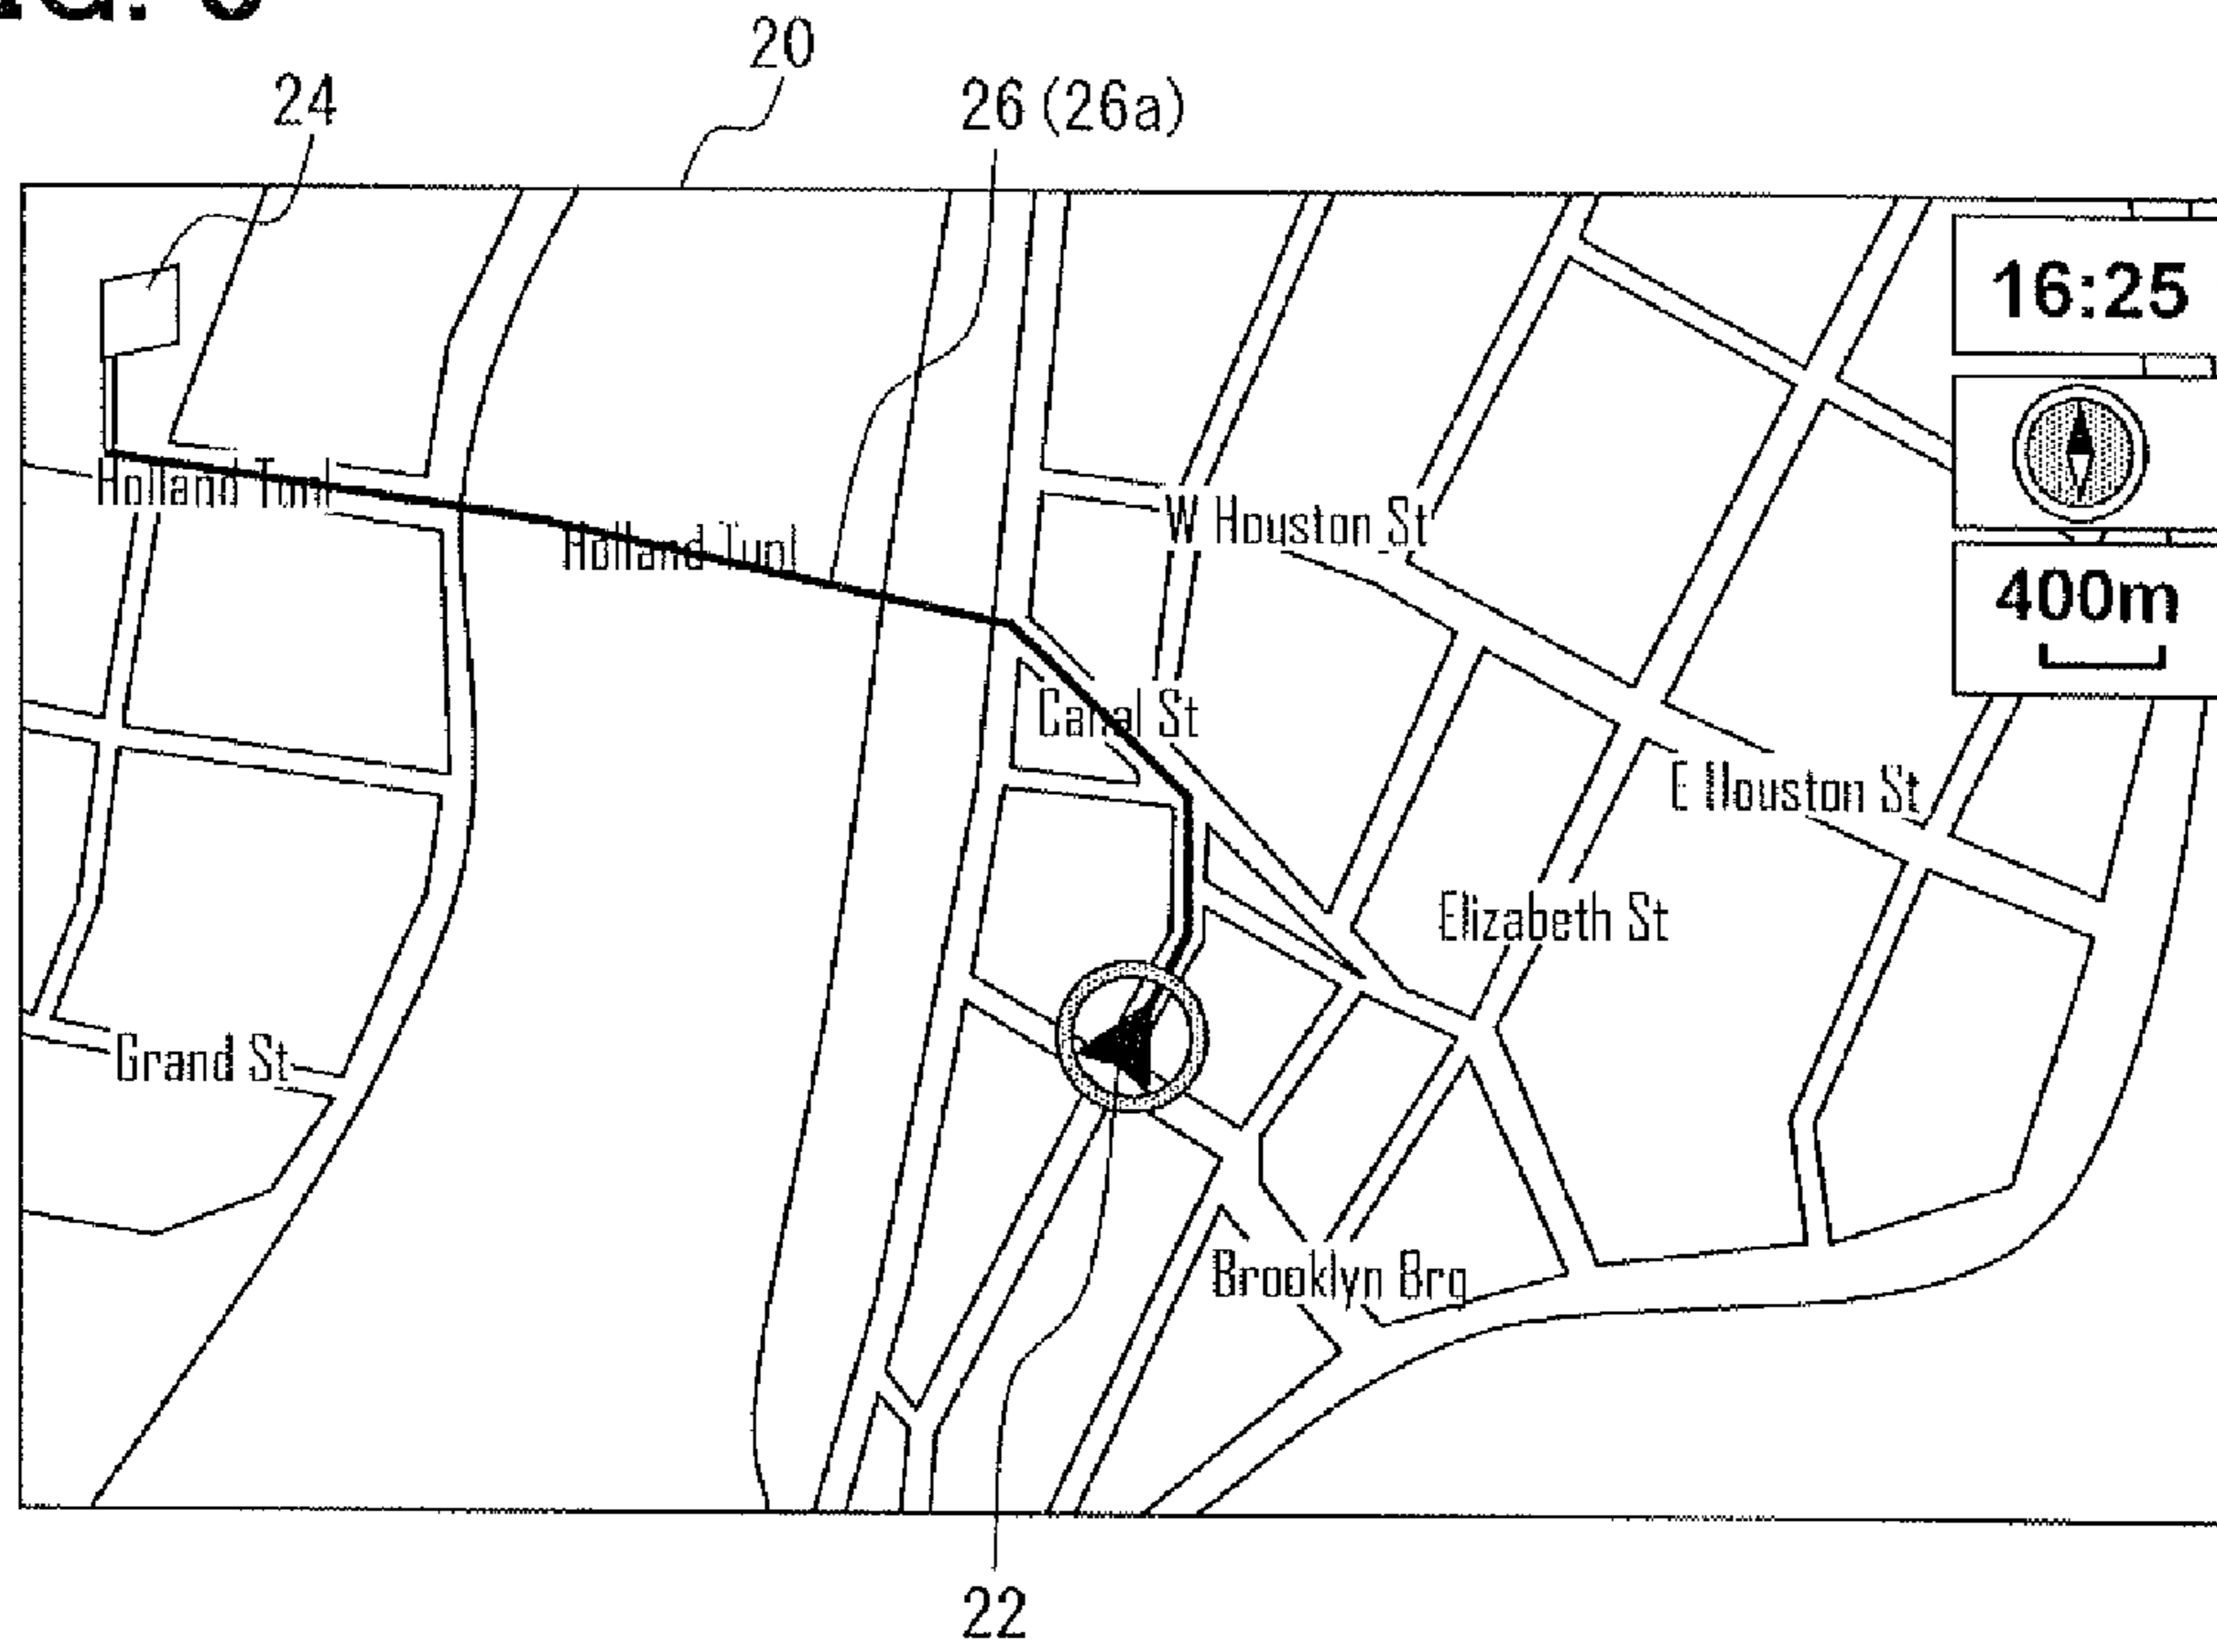 20
24
26 (26a)
16:25
Holland Tunl
W Houston St
Holland Tunl
400m
Canal St
E Houston St
Elizabeth St
Grand St
Brooklyn Brg
22